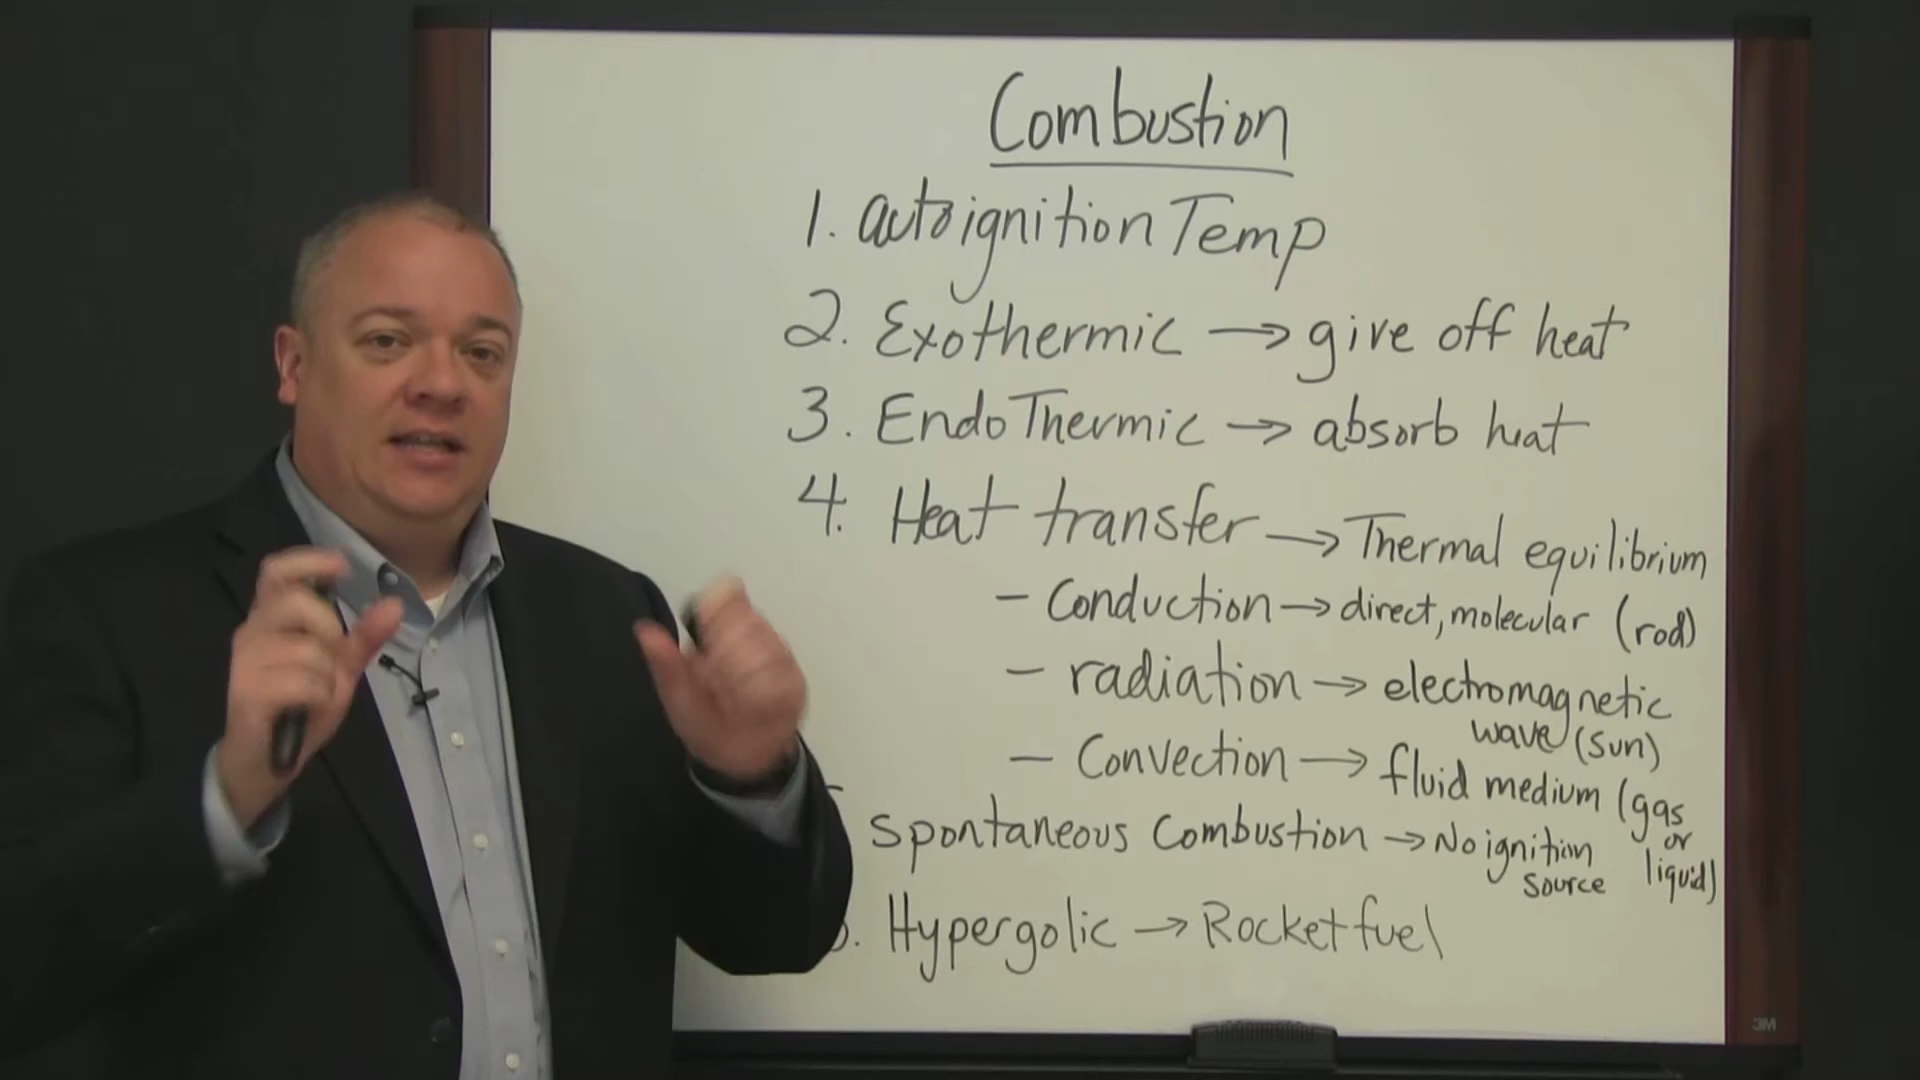 Combustion
1. autoignition Temp
2. Exothermic → give off heat
3. EndoThermic → absorb heat
4. Heat transfer → Thermal equilibrium
- Conduction → direct, molecular (rod)
- radiation → electromagnetic
wave (sun)
- Convection → fluid medium (gas
or
liquid)
Spontaneous Combustion → No ignition
source
. Hypergolic → Rocket fuel
3M